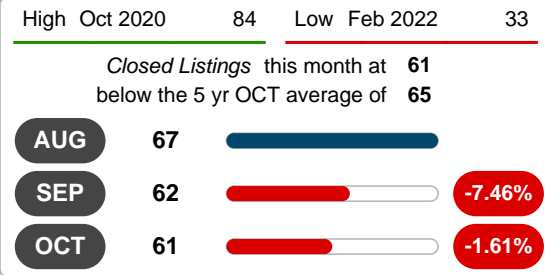 High Oct 2020 84 Low Feb 2022 33
Closed Listings this month at 61
below the 5 yr OCT average of 65
AUG 67
SEP 62 -7.46%
OCT 61 -1.61%